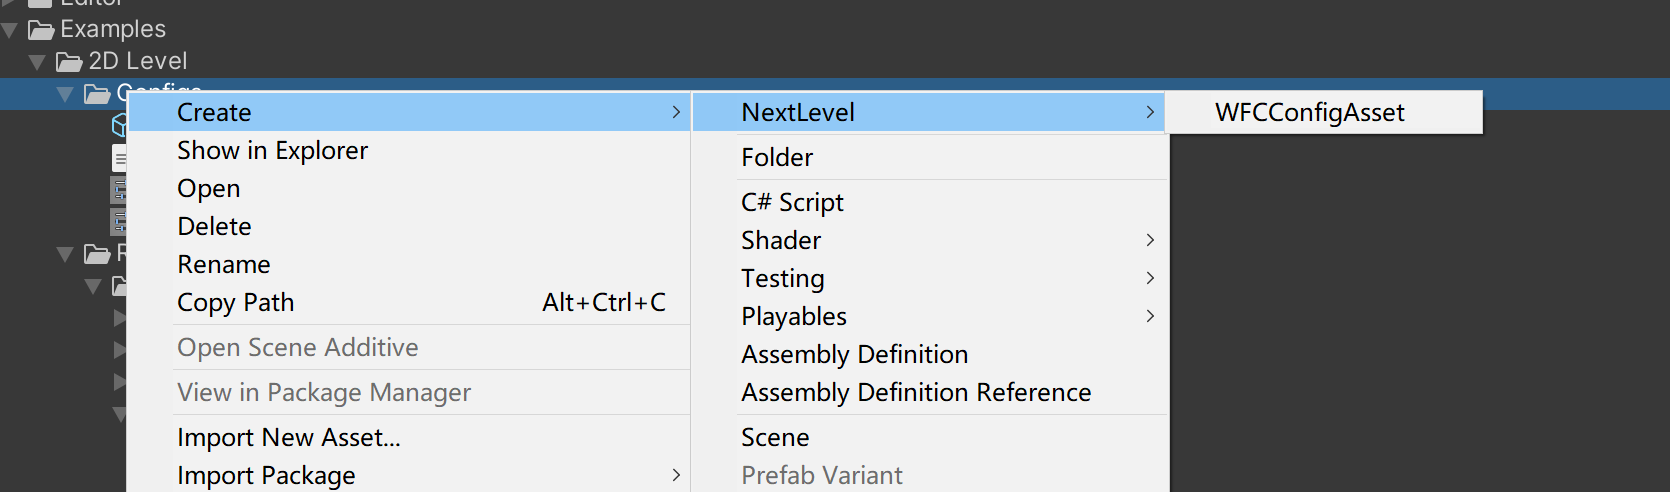 Editor
Examples
2D Level
Configs
Create
NextLevel
WFCConfigAsset
Show in Explorer
Open
Delete
Rename
Copy Path Alt+Ctrl+C
Open Scene Additive
View in Package Manager
Import New Asset...
Import Package
Folder
C# Script
Shader
Testing
Playables
Assembly Definition
Assembly Definition Reference
Scene
Prefab Variant
R